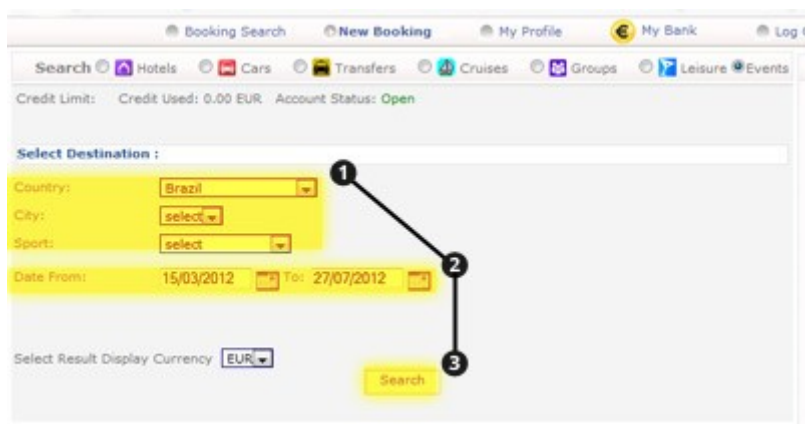 Booking Search New Booking My Profile € My Bank Log
Search Hotels Cars Transfers Cruises Groups Leisure Events
Credit Limit: Credit Used: 0.00 EUR Account Status: Open
Select Destination :
1
Country: Brazil
City: select
Sport: select
2
Date From: 15/03/2012 To: 27/07/2012
Select Result Display Currency EUR
3
Search